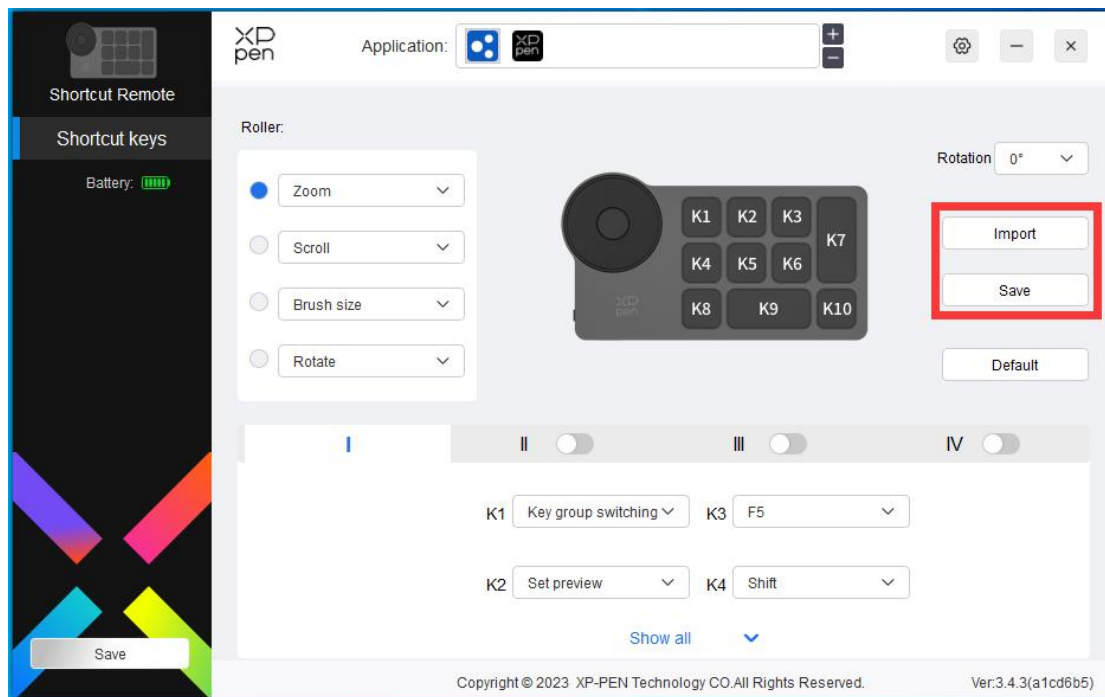 Shortcut Remote
Shortcut keys
Battery:
Save
XP
pen
Application:
XP
pen
+
−
Roller:
Zoom
Scroll
Brush size
Rotate
K1 K2 K3
K7
K4 K5 K6
K8 K9 K10
XP
pen
Rotation 0°
Import
Save
Default
I II III IV
K1 Key group switching K3 F5
K2 Set preview K4 Shift
Show all
Copyright © 2023 XP-PEN Technology CO.All Rights Reserved. Ver:3.4.3(a1cd6b5)